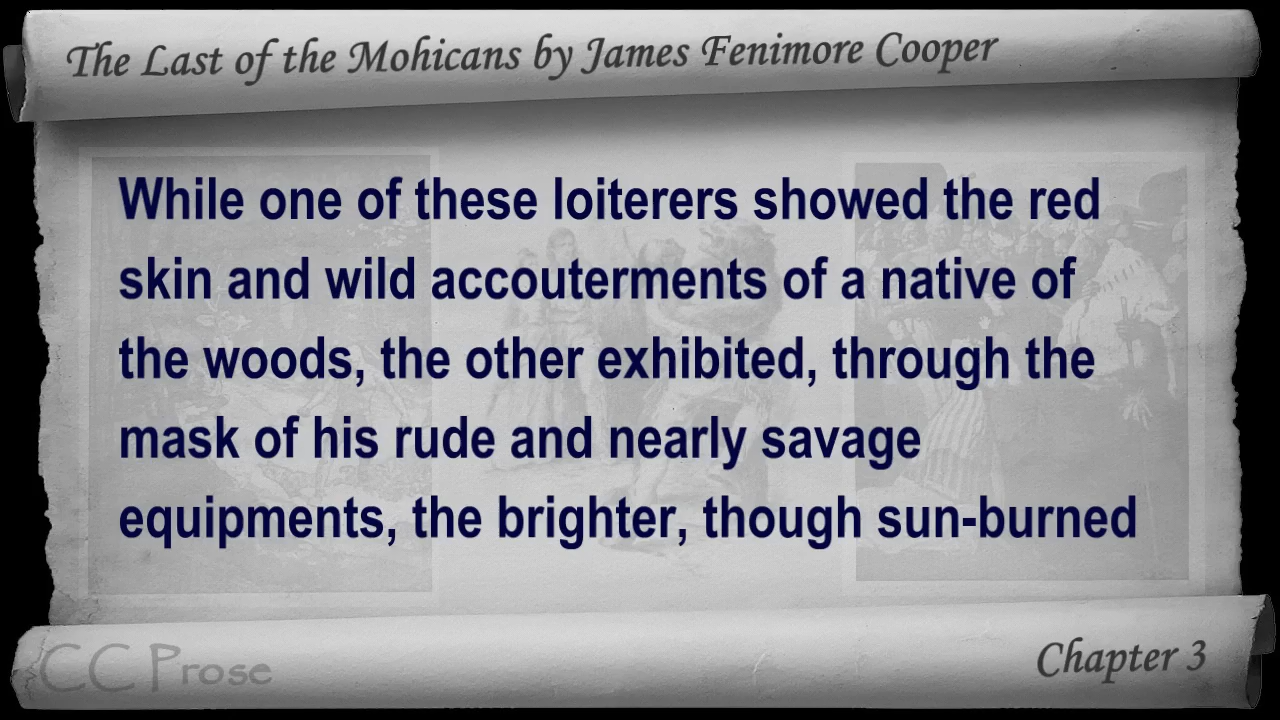 The Last of the Mohicans by James Fenimore Cooper
While one of these loiterers showed the red
skin and wild accouterments of a native of
the woods, the other exhibited, through the
mask of his rude and nearly savage
equipments, the brighter, though sun-burned
CC Prose
Chapter 3